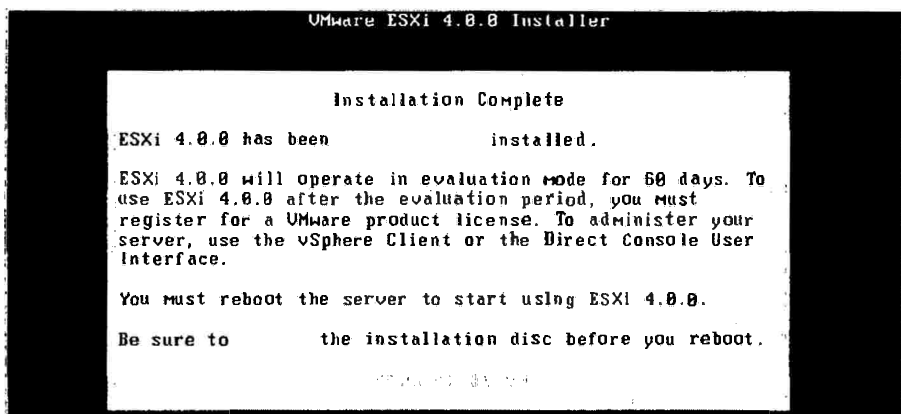 VMware ESXi 4.0.0 Installer
Installation Complete
ESXi 4.0.0 has been installed.
ESXi 4.0.0 will operate in evaluation mode for 60 days. To
use ESXi 4.0.0 after the evaluation period, you must
register for a VMware product license. To administer your
server, use the vSphere Client or the Direct Console User
Interface.
You must reboot the server to start using ESXi 4.0.0.
Be sure to the installation disc before you reboot.